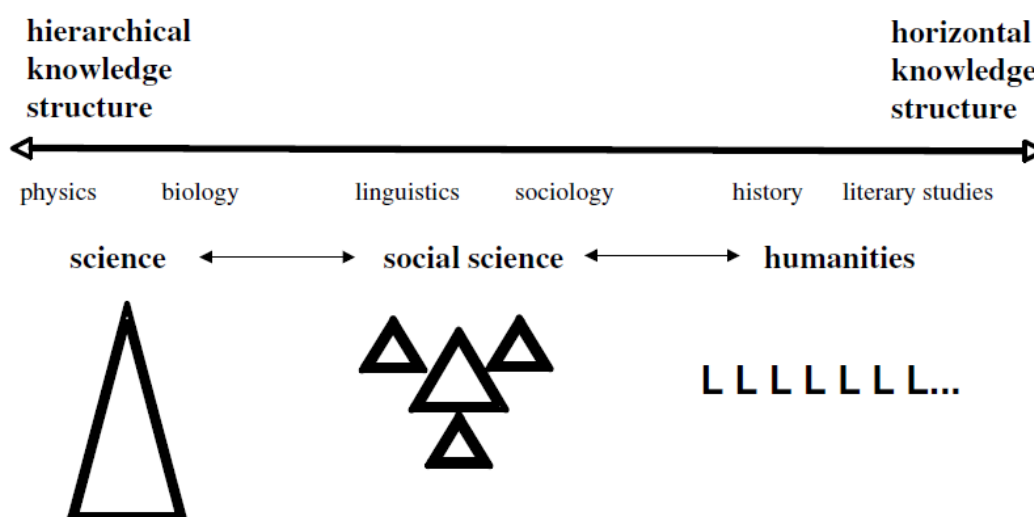 hierarchical
knowledge
structure
horizontal
knowledge
structure
physics biology linguistics sociology history literary studies
science social science humanities
L L L L L L L...